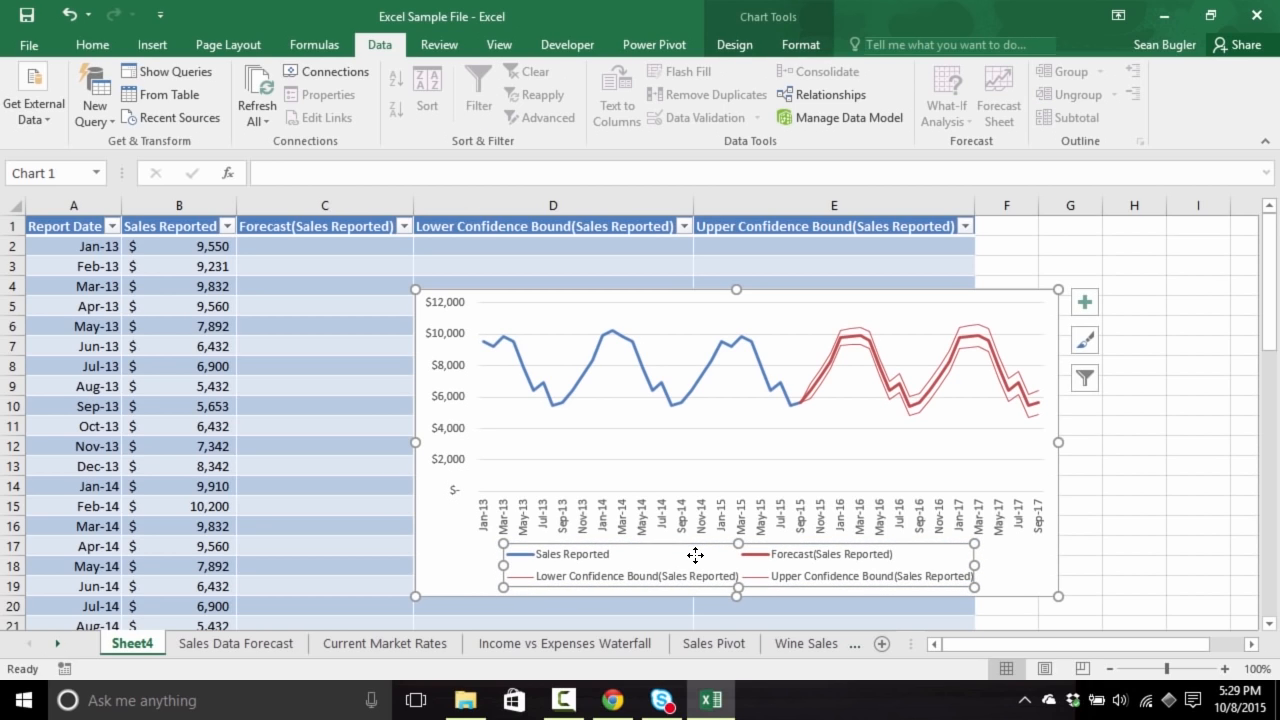 Excel Sample File - Excel
Chart Tools
File Home Insert Page Layout Formulas Data Review View Developer Power Pivot Design Format Tell me what you want to do... Sean Bugler Share
Get External Data
New Query
Show Queries
From Table
Recent Sources
Get & Transform
Refresh All
Connections
Properties
Edit Links
Connections
Sort
Filter
Clear
Reapply
Advanced
Sort & Filter
Text to Columns
Flash Fill
Remove Duplicates
Data Validation
Consolidate
Relationships
Manage Data Model
Data Tools
What-If Analysis
Forecast Sheet
Forecast
Group
Ungroup
Subtotal
Outline
Chart 1
fx
A B C D E F G H I
1 Report Date Sales Reported Forecast(Sales Reported) Lower Confidence Bound(Sales Reported) Upper Confidence Bound(Sales Reported)
2 Jan-13 $ 9,550
3 Feb-13 $ 9,231
4 Mar-13 $ 9,832
5 Apr-13 $ 9,560
6 May-13 $ 7,892
7 Jun-13 $ 6,432
8 Jul-13 $ 6,900
9 Aug-13 $ 5,432
10 Sep-13 $ 5,653
11 Oct-13 $ 6,432
12 Nov-13 $ 7,342
13 Dec-13 $ 8,342
14 Jan-14 $ 9,910
15 Feb-14 $ 10,200
16 Mar-14 $ 9,832
17 Apr-14 $ 9,560
18 May-14 $ 7,892
19 Jun-14 $ 6,432
20 Jul-14 $ 6,900
21 Aug-14 $ 5,432
$12,000
$10,000
$8,000
$6,000
$4,000
$2,000
$-
Jan-13 Mar-13 May-13 Jul-13 Sep-13 Nov-13 Jan-14 Mar-14 May-14 Jul-14 Sep-14 Nov-14 Jan-15 Mar-15 May-15 Jul-15 Sep-15 Nov-15 Jan-16 Mar-16 May-16 Jul-16 Sep-16 Nov-16 Jan-17 Mar-17 May-17 Jul-17 Sep-17
Sales Reported Forecast(Sales Reported)
Lower Confidence Bound(Sales Reported) Upper Confidence Bound(Sales Reported)
Sheet4 Sales Data Forecast Current Market Rates Income vs Expenses Waterfall Sales Pivot Wine Sales ...
Ready 100%
Ask me anything
5:29 PM
10/8/2015